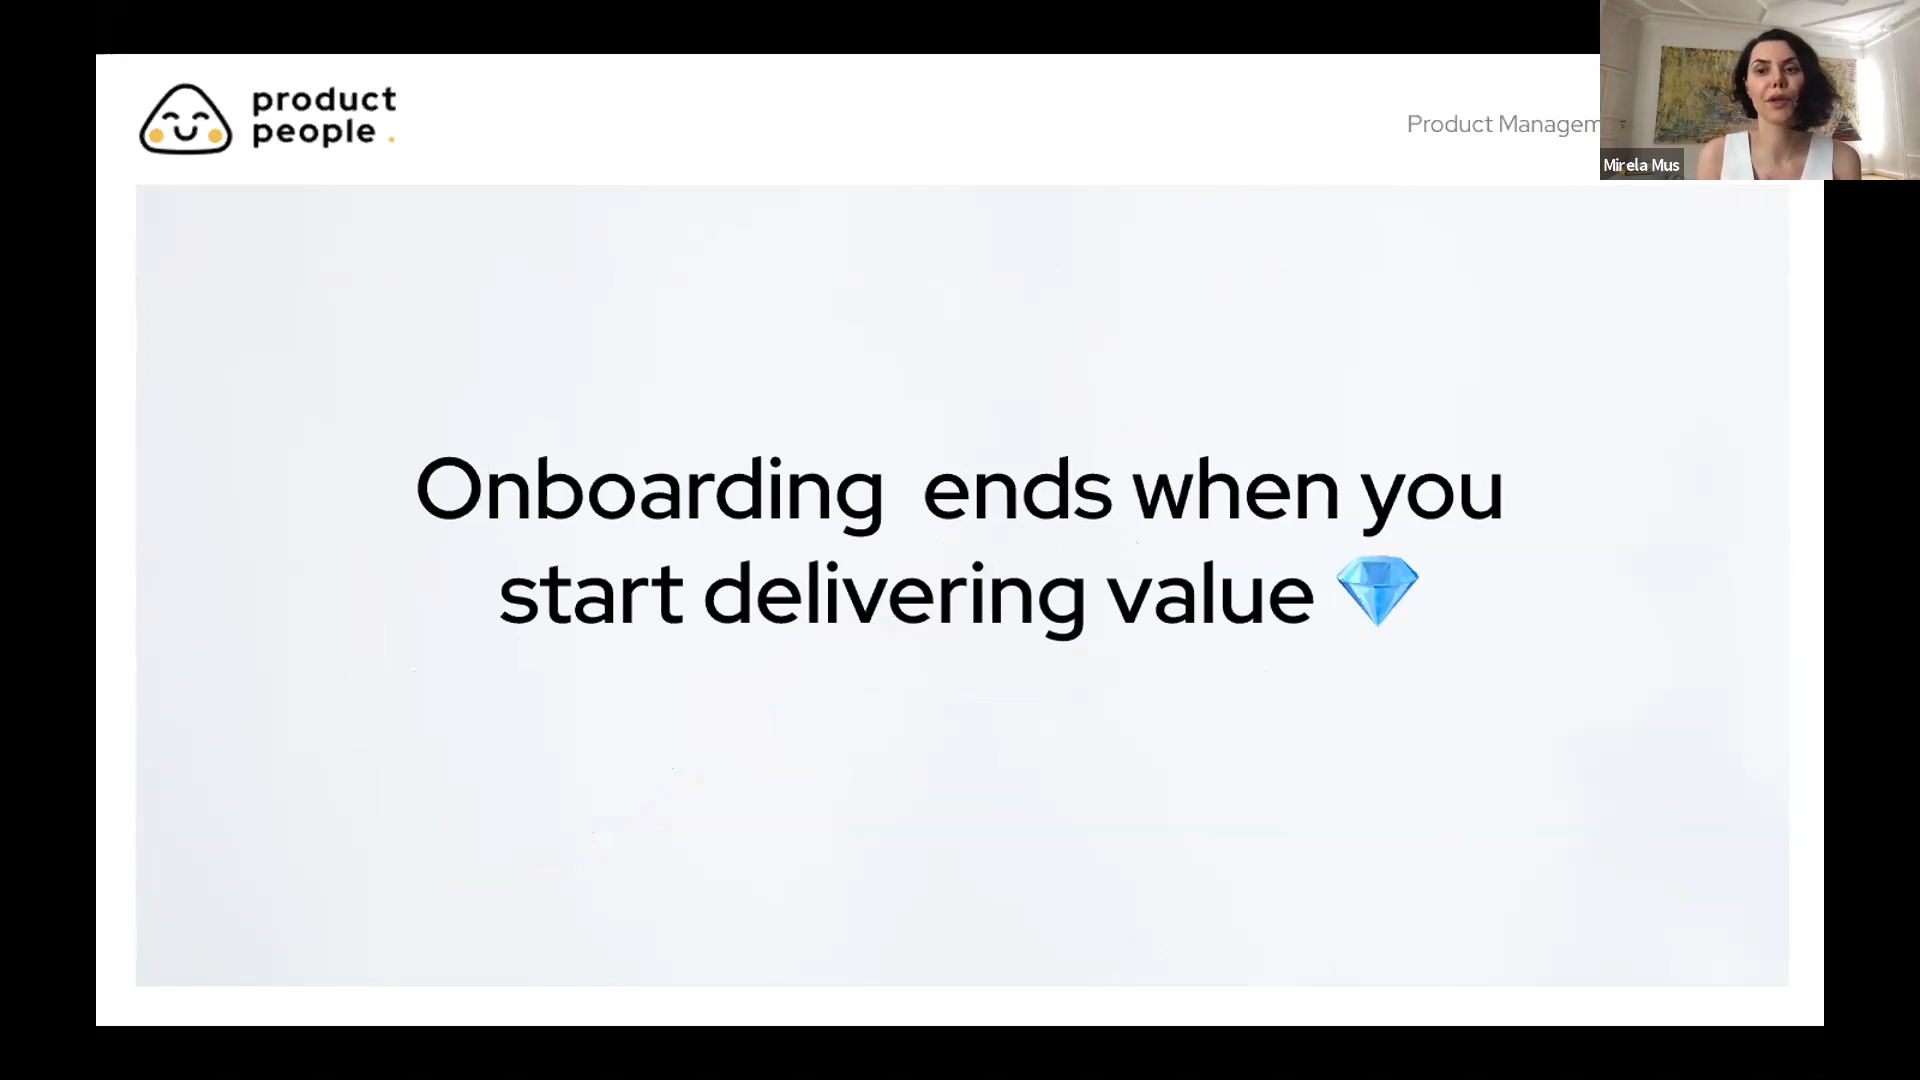 product
people .
Product Managem
Mirela Mus
Onboarding  ends when you
start delivering value 💎